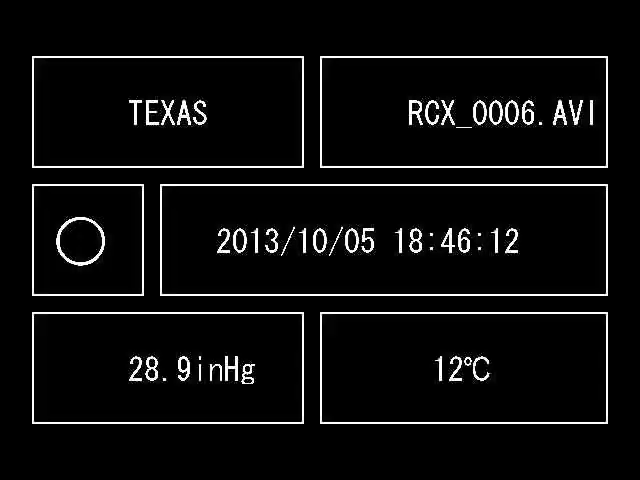 TEXAS
RCX_0006.AVI
2013/10/05 18:46:12
28.9inHg
12℃